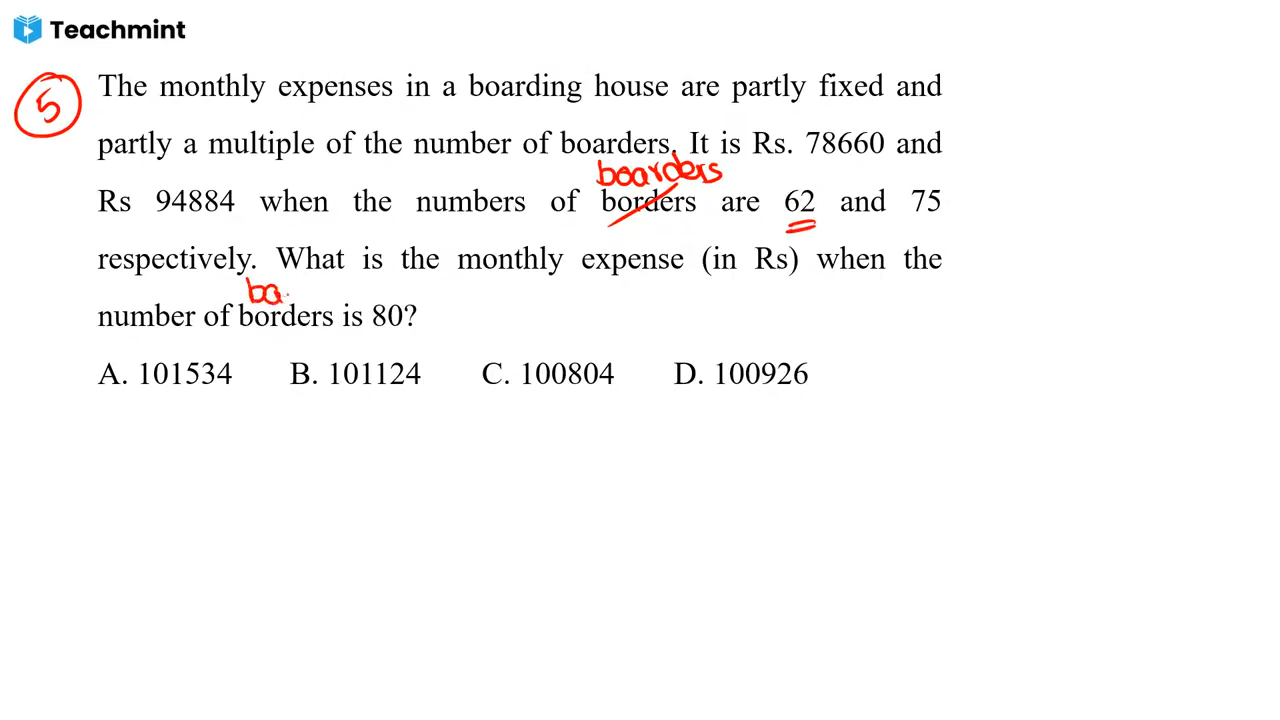 Teachmint
5 The monthly expenses in a boarding house are partly fixed and
partly a multiple of the number of boarders. It is Rs. 78660 and
boarders
Rs 94884 when the numbers of borders are 62 and 75
respectively. What is the monthly expense (in Rs) when the
ba
number of borders is 80?
A. 101534 B. 101124 C. 100804 D. 100926